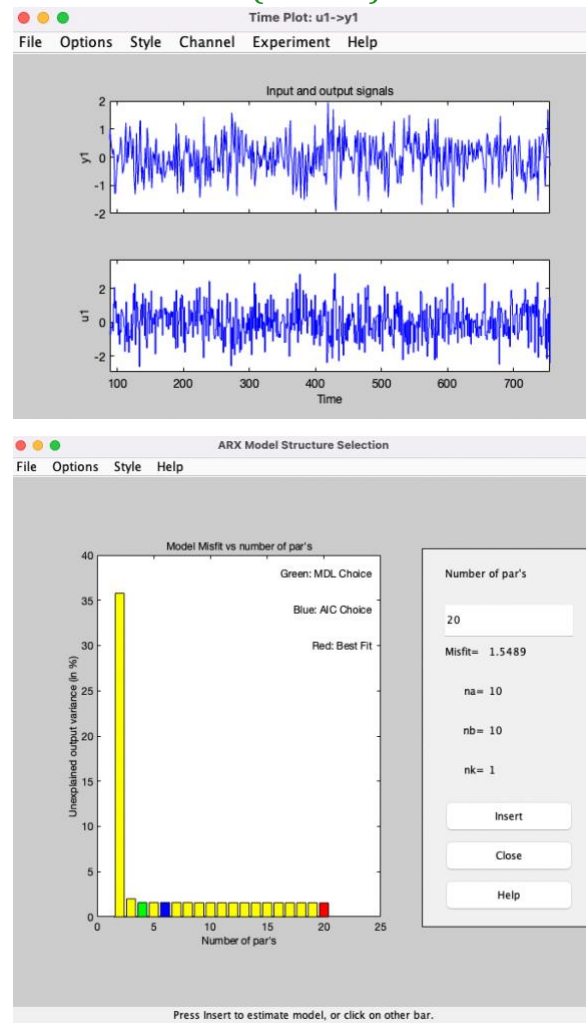 Time Plot: u1->y1
File Options Style Channel Experiment Help
Input and output signals
2
1
0
-1
-2
y1
2
0
-2
u1
100 200 300 400 500 600 700
Time
ARX Model Structure Selection
File Options Style Help
Model Misfit vs number of par's
Green: MDL Choice
Blue: AIC Choice
Red: Best Fit
40
35
30
25
20
15
10
5
0
Unexplained output variance (in %)
0 5 10 15 20 25
Number of par's
Number of par's
20
Misfit= 1.5489
na= 10
nb= 10
nk= 1
Insert
Close
Help
Press Insert to estimate model, or click on other bar.